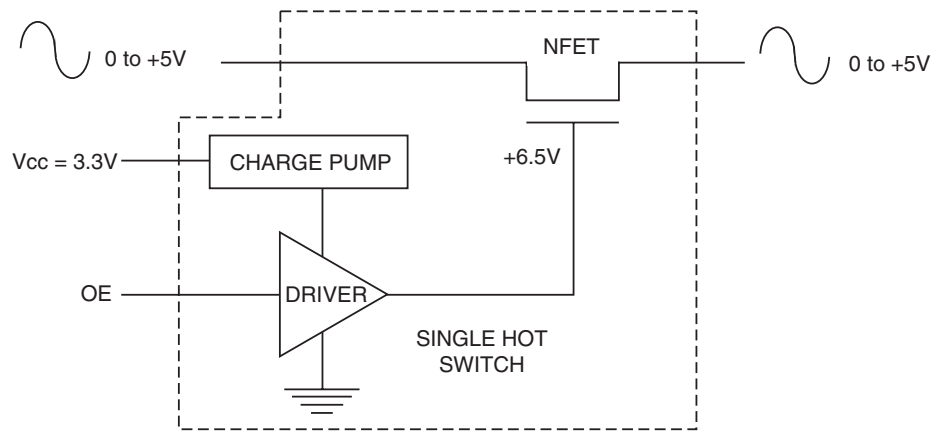 NFET
0 to +5V
0 to +5V
Vcc = 3.3V
CHARGE PUMP
+6.5V
OE
DRIVER
SINGLE HOT
SWITCH